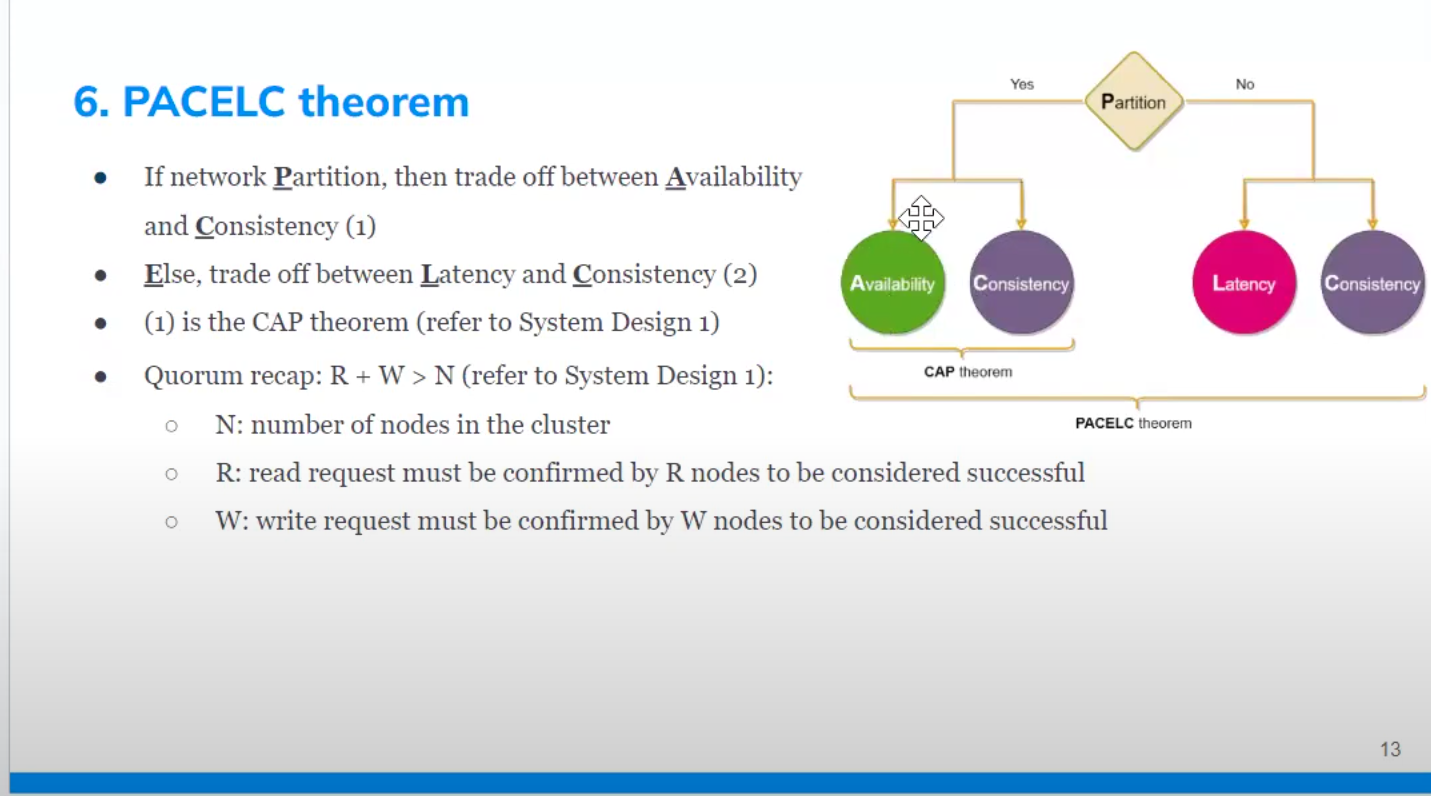 6. PACELC theorem
● If network Partition, then trade off between Availability
and Consistency (1)
● Else, trade off between Latency and Consistency (2)
● (1) is the CAP theorem (refer to System Design 1)
● Quorum recap: R + W > N (refer to System Design 1):
○ N: number of nodes in the cluster
○ R: read request must be confirmed by R nodes to be considered successful
○ W: write request must be confirmed by W nodes to be considered successful
Yes
Partition
No
Availability
Consistency
Latency
Consistency
CAP theorem
PACELC theorem
13